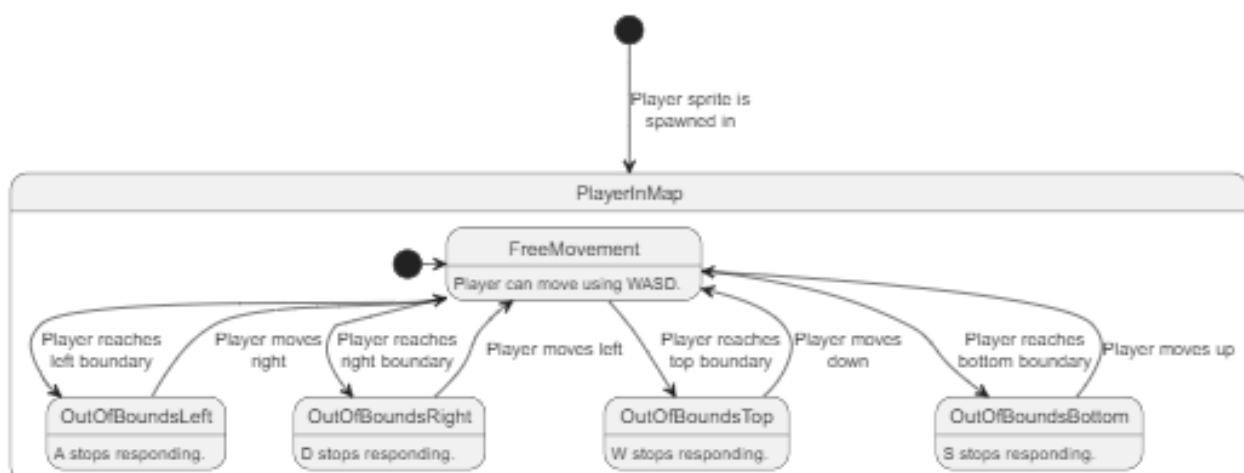 Player sprite is
spawned in
PlayerInMap
FreeMovement
Player can move using WASD.
Player reaches
left boundary
Player moves
right
Player reaches
right boundary
Player moves left
Player reaches
top boundary
Player moves
down
Player reaches
bottom boundary
Player moves up
OutOfBoundsLeft
A stops responding.
OutOfBoundsRight
D stops responding.
OutOfBoundsTop
W stops responding.
OutOfBoundsBottom
S stops responding.